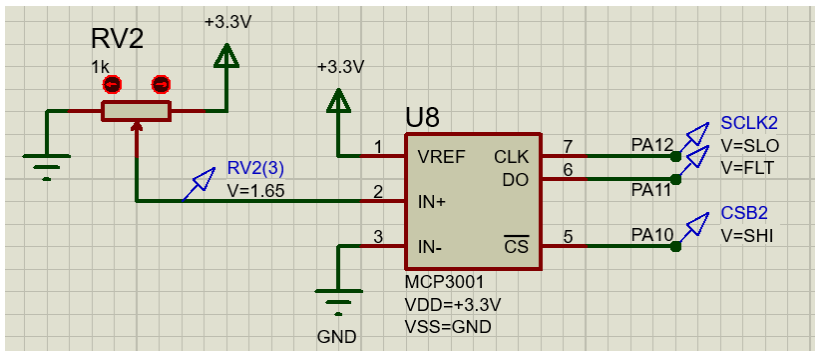 RV2
1k
+3.3V
+3.3V
RV2(3)
V=1.65
U8
1
VREF
2
IN+
3
IN-
CLK
7
DO
6
CS
5
PA12
PA11
PA10
SCLK2
V=SLO
V=FLT
CSB2
V=SHI
MCP3001
VDD=+3.3V
VSS=GND
GND